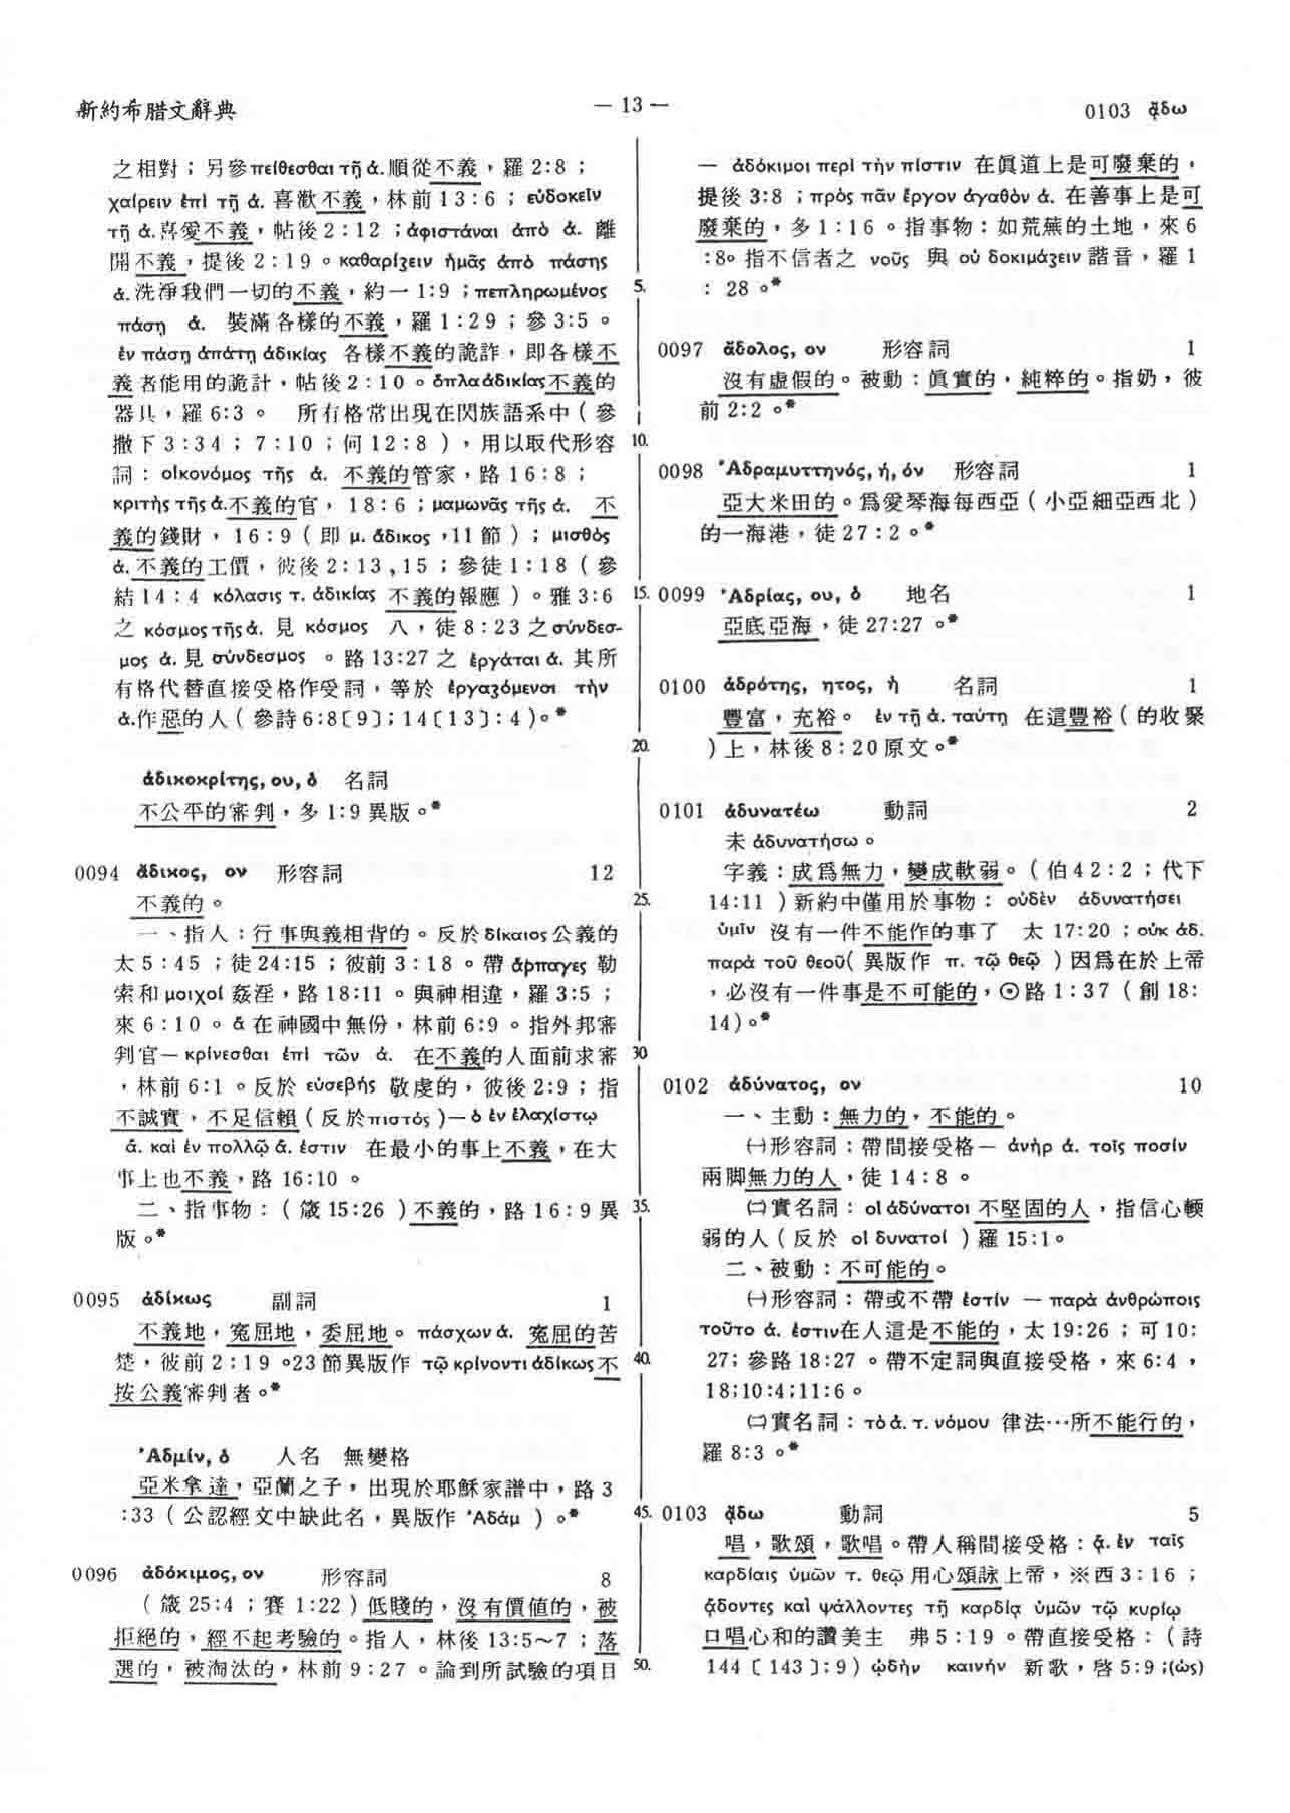 新約希腊文辭典
— 13 —
0103 ᾄδω
之相對；另參πείθεσθαι τῇ ἀ.順從不義，羅 2:8；
χαίρειν ἐπὶ τῇ ἀ. 喜歡不義，林前 13:6；εὐδοκεῖν
τῇ ἀ.喜愛不義，帖後 2:12；ἀφιστάναι ἀπὸ ἀ. 離
開不義，提後 2:19。καθαρίζειν ἡμᾶς ἀπὸ πάσης
ἀ.洗淨我們一切的不義，約一 1:9；πεπληρωμένος
πάσῃ ἀ. 裝滿各樣的不義，羅 1:29；參 3:5。
ἐν πάσῃ ἀπάτῃ ἀδικίας 各樣不義的詭詐，即各樣不
義者能用的詭計，帖後 2:10。ὅπλα ἀδικίας不義的
器具，羅 6:3。 所有格常出現在閃族語系中（參
撒下 3:34；7:10；何 12:8），用以取代形容
詞：οἰκονόμος τῆς ἀ. 不義的管家，路 16:8；
κριτὴς τῆς ἀ.不義的官，18:6；μαμωνᾶς τῆς ἀ. 不
義的錢財，16:9（即 μ. ἄδικος，11 節）；μισθὸς
ἀ.不義的工價，彼後 2:13,15；參徒 1:18（參
結 14:4 κόλασις τ. ἀδικίας 不義的報應）。雅 3:6
之 κόσμος τῆς ἀ. 見 κόσμος 八，徒 8:23 之σύνδεσ-
μος ἀ. 見 σύνδεσμος 。路 13:27 之 ἐργάται ἀ. 其所
有格代替直接受格作受詞，等於 ἐργαζόμενοι τὴν
ἀ.作惡的人（參詩 6:8〔9〕; 14〔13〕:4）。*
ἀδικοκρίτης, ου, ὁ 名詞
不公平的審判，多 1:9 異版。*
0094 ἄδικος, ον 形容詞 12
不義的。
一、指人：行事與義相背的。反於δίκαιος公義的
太 5:45；徒 24:15；彼前 3:18。帶 ἅρπαγες 勒
索和 μοιχοί 姦淫，路 18:11。與神相違，羅 3:5；
來 6:10。ἀ在神國中無份，林前 6:9。指外邦審
判官— κρίνεσθαι ἐπὶ τῶν ἀ. 在不義的人面前求審
，林前 6:1。反於 εὐσεβής 敬虔的，彼後 2:9；指
不誠實，不足信賴（反於πιστός）— ὁ ἐν ἐλαχίστῳ
ἀ. καὶ ἐν πολλῷ ἀ. ἐστιν 在最小的事上不義，在大
事上也不義，路 16:10。
二、指事物：（箴 15:26）不義的，路 16:9 異
版。*
0095 ἀδίκως 副詞 1
不義地，冤屈地，委屈地。πάσχων ἀ. 冤屈的苦
楚，彼前 2:19。23 節異版作 τῷ κρίνοντι ἀδίκως 不
按公義審判者。*
Ἀδμίν, ὁ 人名 無變格
亞米拿達，亞蘭之子，出現於耶穌家譜中，路 3
:33（公認經文中缺此名，異版作 Ἀδάμ）。*
0096 ἀδόκιμος, ον 形容詞 8
（箴 25:4；賽 1:22）低賤的，沒有價值的，被
拒絕的，經不起考驗的。指人，林後 13:5～7；落
選的，被淘汰的，林前 9:27。論到所試驗的項目
5.
10.
15.
20.
25.
30
35.
40.
45.
50.
— ἀδόκιμοι περὶ τὴν πίστιν 在眞道上是可廢棄的，
提後 3:8；πρὸς πᾶν ἔργον ἀγαθὸν ἀ. 在善事上是可
廢棄的，多 1:16。指事物：如荒蕪的土地，來 6
:8。指不信者之 νοῦς 與 οὐ δοκιμάζειν 諧音，羅 1
: 28。*
0097 ἄδολος, ον 形容詞 1
沒有虛假的。被動：眞實的，純粹的。指奶，彼
前 2:2。*
0098 Ἀδραμυττηνός, ή, όν 形容詞 1
亞大米田的。爲愛琴海每西亞（小亞細亞西北）
的一海港，徒 27:2。*
0099 Ἀδρίας, ου, ὁ 地名 1
亞底亞海，徒 27:27。*
0100 ἁδρότης, ητος, ἡ 名詞 1
豐富，充裕。ἐν τῇ ἀ. ταύτῃ 在這豐裕（的收聚
）上，林後 8:20 原文。*
0101 ἀδυνατέω 動詞 2
未 ἀδυνατήσω。
字義：成爲無力，變成軟弱。（伯 42:2；代下
14:11）新約中僅用於事物：οὐδὲν ἀδυνατήσει
ὑμῖν 沒有一件不能作的事了 太 17:20；οὐκ ἀδ.
παρὰ τοῦ θεοῦ（異版作 π. τῷ θεῷ）因爲在於上帝
，必沒有一件事是不可能的，⊙路 1:37（創 18:
14）。*
0102 ἀδύνατος, ον 10
一、主動：無力的，不能的。
㈠形容詞：帶間接受格— ἀνὴρ ἀ. τοῖς ποσίν
兩脚無力的人，徒 14:8。
㈡實名詞：οἱ ἀδύνατοι 不堅固的人，指信心輭
弱的人（反於 οἱ δυνατοί）羅 15:1。
二、被動：不可能的。
㈠形容詞：帶或不帶 ἐστίν — παρὰ ἀνθρώποις
τοῦτο ἀ. ἐστιν在人這是不能的，太 19:26；可 10:
27; 參路 18:27。帶不定詞與直接受格，來 6:4，
18;10:4;11:6。
㈡實名詞：τὸ ἀ. τ. νόμου 律法…所不能行的，
羅 8:3。*
0103 ᾄδω 動詞 5
唱，歌頌，歌唱。帶人稱間接受格：ᾄ. ἐν ταῖς
καρδίαις ὑμῶν τ. θεῷ 用心頌詠上帝，※西 3:16；
ᾄδοντες καὶ ψάλλοντες τῇ καρδίᾳ ὑμῶν τῷ κυρίῳ
口唱心和的讚美主 弗 5:19。帶直接受格：（詩
144〔143〕:9）ᾠδὴν καινήν 新歌，啓 5:9；(ὡς)